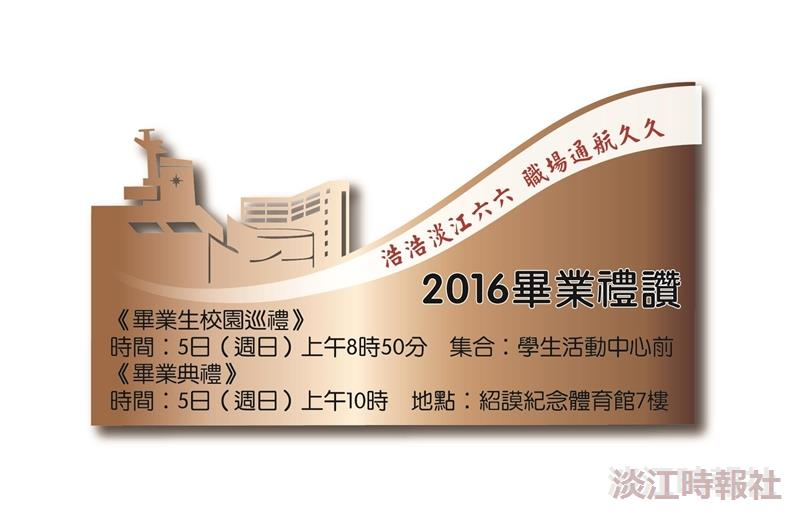 浩浩淡江六六 職場通航久久
2016畢業禮讚
《畢業生校園巡禮》
時間：5日（週日）上午8時50分 集合：學生活動中心前
《畢業典禮》
時間：5日（週日）上午10時 地點：紹謨紀念體育館7樓
淡江時報社